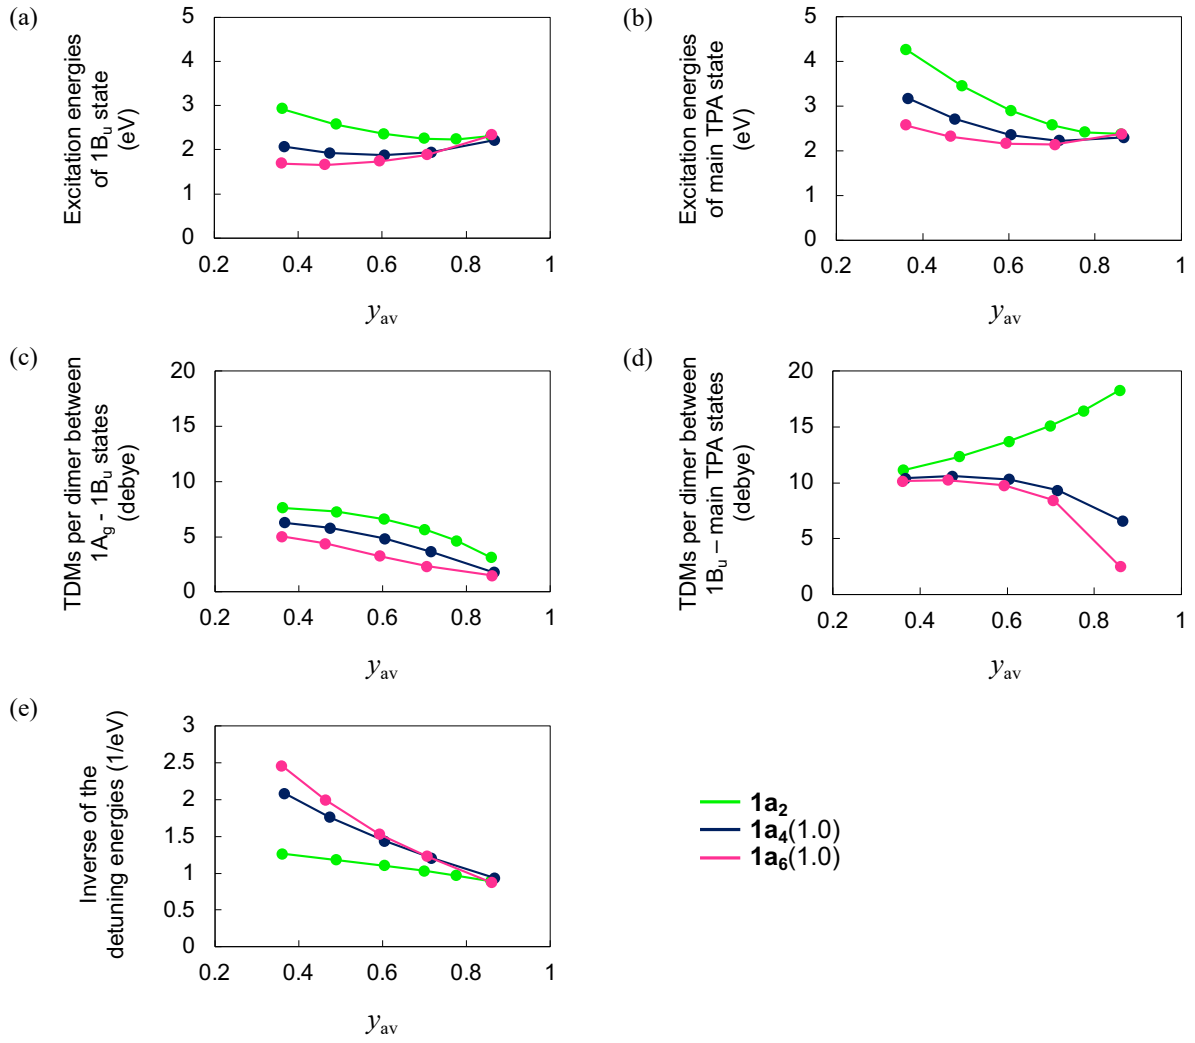 (a)
Excitation energies
of 1Bu state
(eV)
5
4
3
2
1
0
0.2 0.4 0.6 0.8 1
yav
(b)
Excitation energies
of main TPA state
(eV)
5
4
3
2
1
0
0.2 0.4 0.6 0.8 1
yav
(c)
TDMs per dimer between
1Ag - 1Bu states
(debye)
20
15
10
5
0
0.2 0.4 0.6 0.8 1
yav
(d)
TDMs per dimer between
1Bu – main TPA states
(debye)
20
15
10
5
0
0.2 0.4 0.6 0.8 1
yav
(e)
Inverse of the
detuning energies (1/eV)
3
2.5
2
1.5
1
0.5
0
0.2 0.4 0.6 0.8 1
yav
1a2
1a4(1.0)
1a6(1.0)